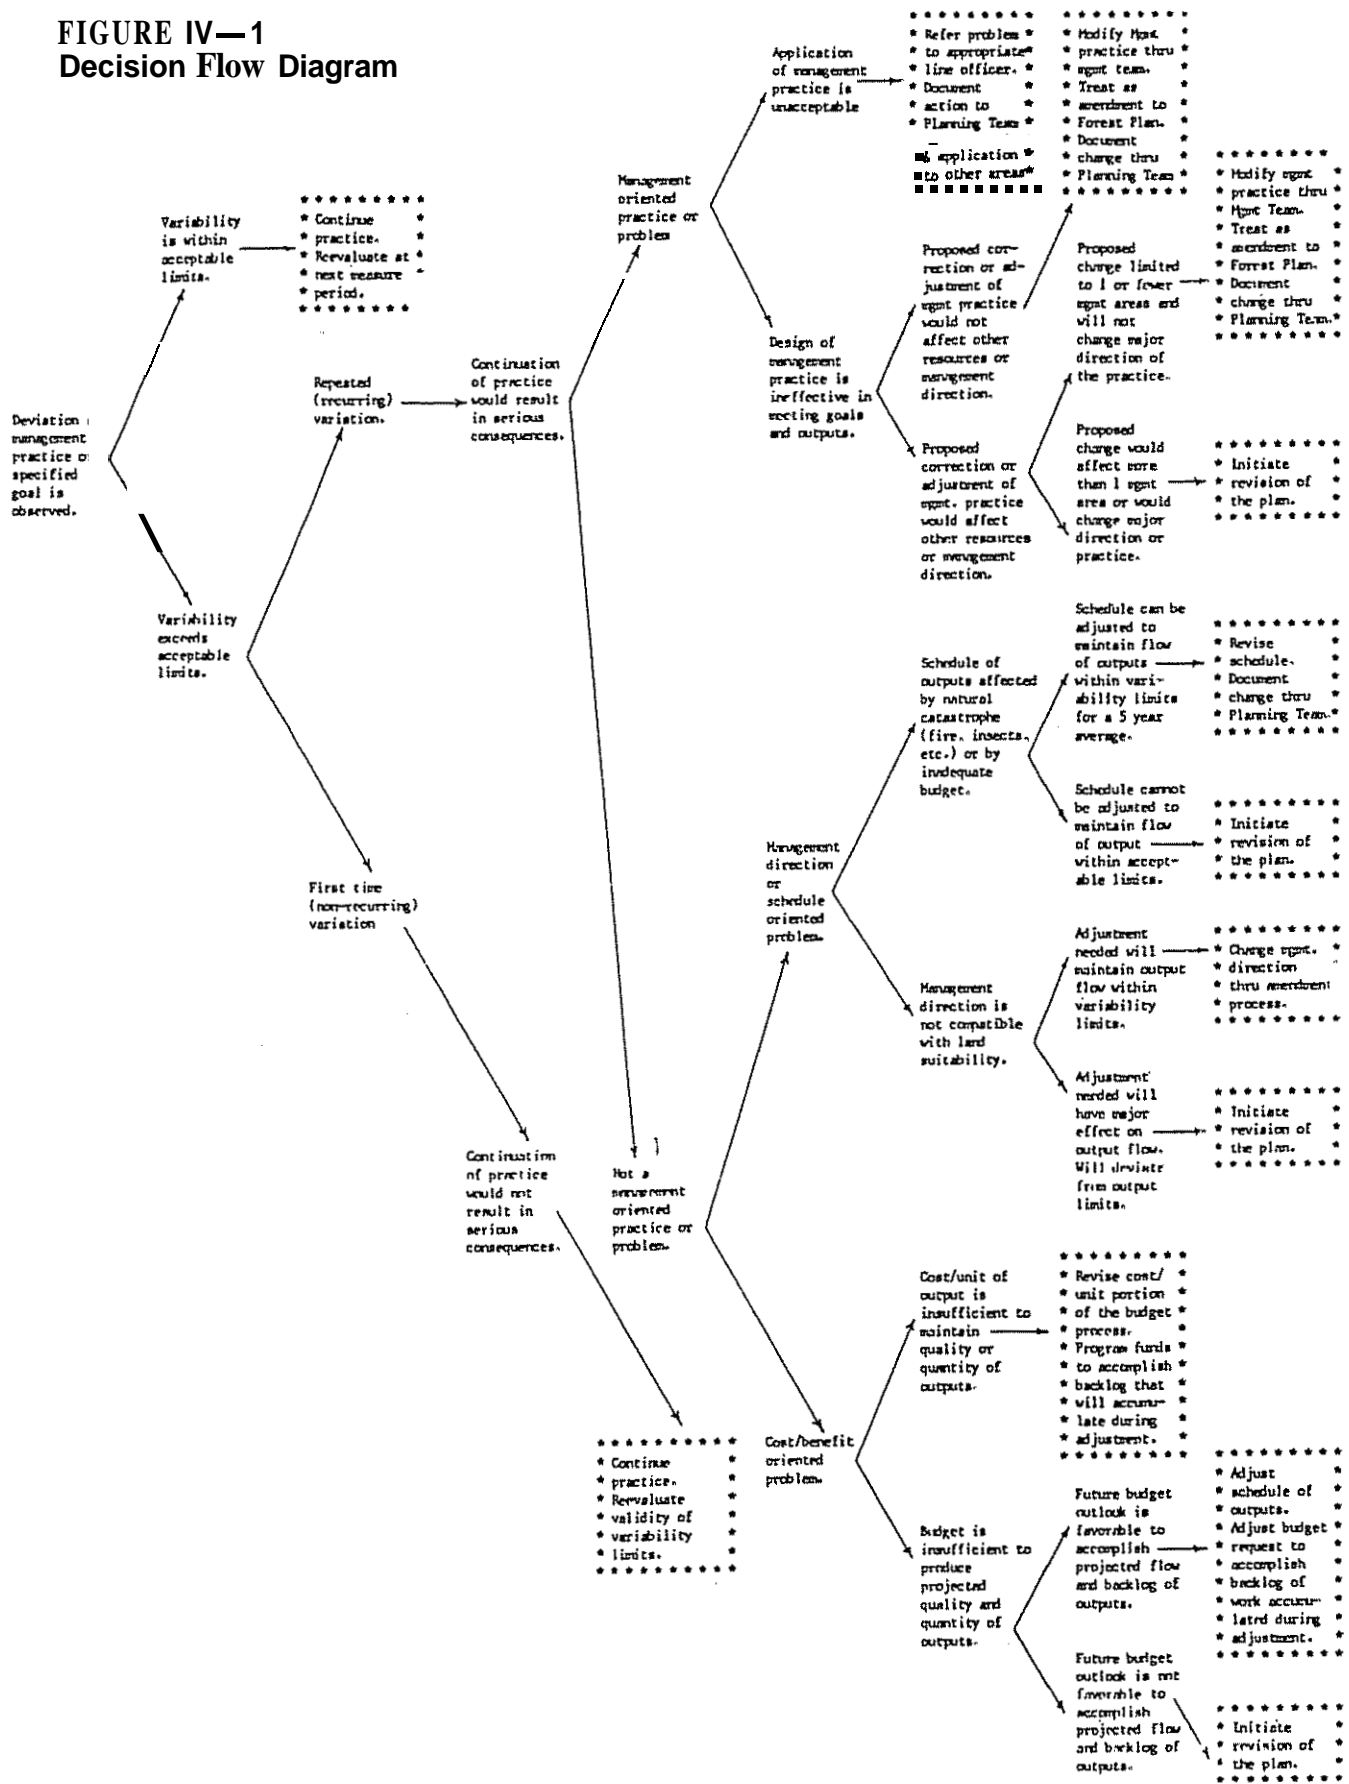 FIGURE IV—1
Decision Flow Diagram
Deviation
management
practice o
specified
goal is
observed.
Variability
is within
acceptable
limits.
Continue
practice.
Reevaluate at
next measure
period.
Variability
exceeds
acceptable
limits.
Repeated
(recurring)
variation.
First time
(non-recurring)
variation
Continuation
of practice
would result
in serious
consequences.
Continuation
of practice
would not
result in
serious
consequences.
Continue
practice.
Reevaluate
validity of
variability
limits.
Management
oriented
practice or
problem
Not a
management
oriented
practice or
problem.
Application
of management
practice is
unacceptable
Refer problem
to appropriate
line officer.
Document
action to
Planning Team
& application
to other areas
Design of
management
practice is
ineffective in
meeting goals
and outputs.
Proposed cor-
rection or ad-
justment of
mgmt practice
would not
affect other
resources or
management
direction.
Modify Mgmt
practice thru
mgmt team.
Treat as
amendment to
Forest Plan.
Document
change thru
Planning Team
Proposed
correction or
adjustment of
mgmt. practice
would affect
other resources
or management
direction.
Proposed
change limited
to 1 or fewer
mgmt areas and
will not
change major
direction of
the practice.
Modify mgmt
practice thru
Mgmt Team.
Treat as
amendment to
Forest Plan.
Document
change thru
Planning Team.
Proposed
change would
affect more
than 1 mgmt
area or would
change major
direction or
practice.
Initiate
revision of
the plan.
Management
direction
or
schedule
oriented
problem.
Schedule of
outputs affected
by natural
catastrophe
(fire, insects,
etc.) or by
inadequate
budget.
Schedule can be
adjusted to
maintain flow
of outputs
within vari-
ability limits
for a 5 year
average.
Revise
schedule.
Document
change thru
Planning Team.
Schedule cannot
be adjusted to
maintain flow
of output
within accept-
able limits.
Initiate
revision of
the plan.
Management
direction is
not compatible
with land
suitability.
Adjustment
needed will
maintain output
flow within
variability
limits.
Change mgmt.
direction
thru amendment
process.
Adjustment
needed will
have major
effect on
output flow.
Will deviate
from output
limits.
Initiate
revision of
the plan.
Cost/benefit
oriented
problem.
Cost/unit of
output is
insufficient to
maintain
quality or
quantity of
outputs.
Revise cost/
unit portion
of the budget
process.
Program funds
to accomplish
backlog that
will accumu-
late during
adjustment.
Budget is
insufficient to
produce
projected
quality and
quantity of
outputs.
Future budget
outlook is
favorable to
accomplish
projected flow
and backlog of
outputs.
Adjust
schedule of
outputs.
Adjust budget
request to
accomplish
backlog of
work accumu-
lated during
adjustment.
Future budget
outlook is not
favorable to
accomplish
projected flow
and backlog of
outputs.
Initiate
revision of
the plan.